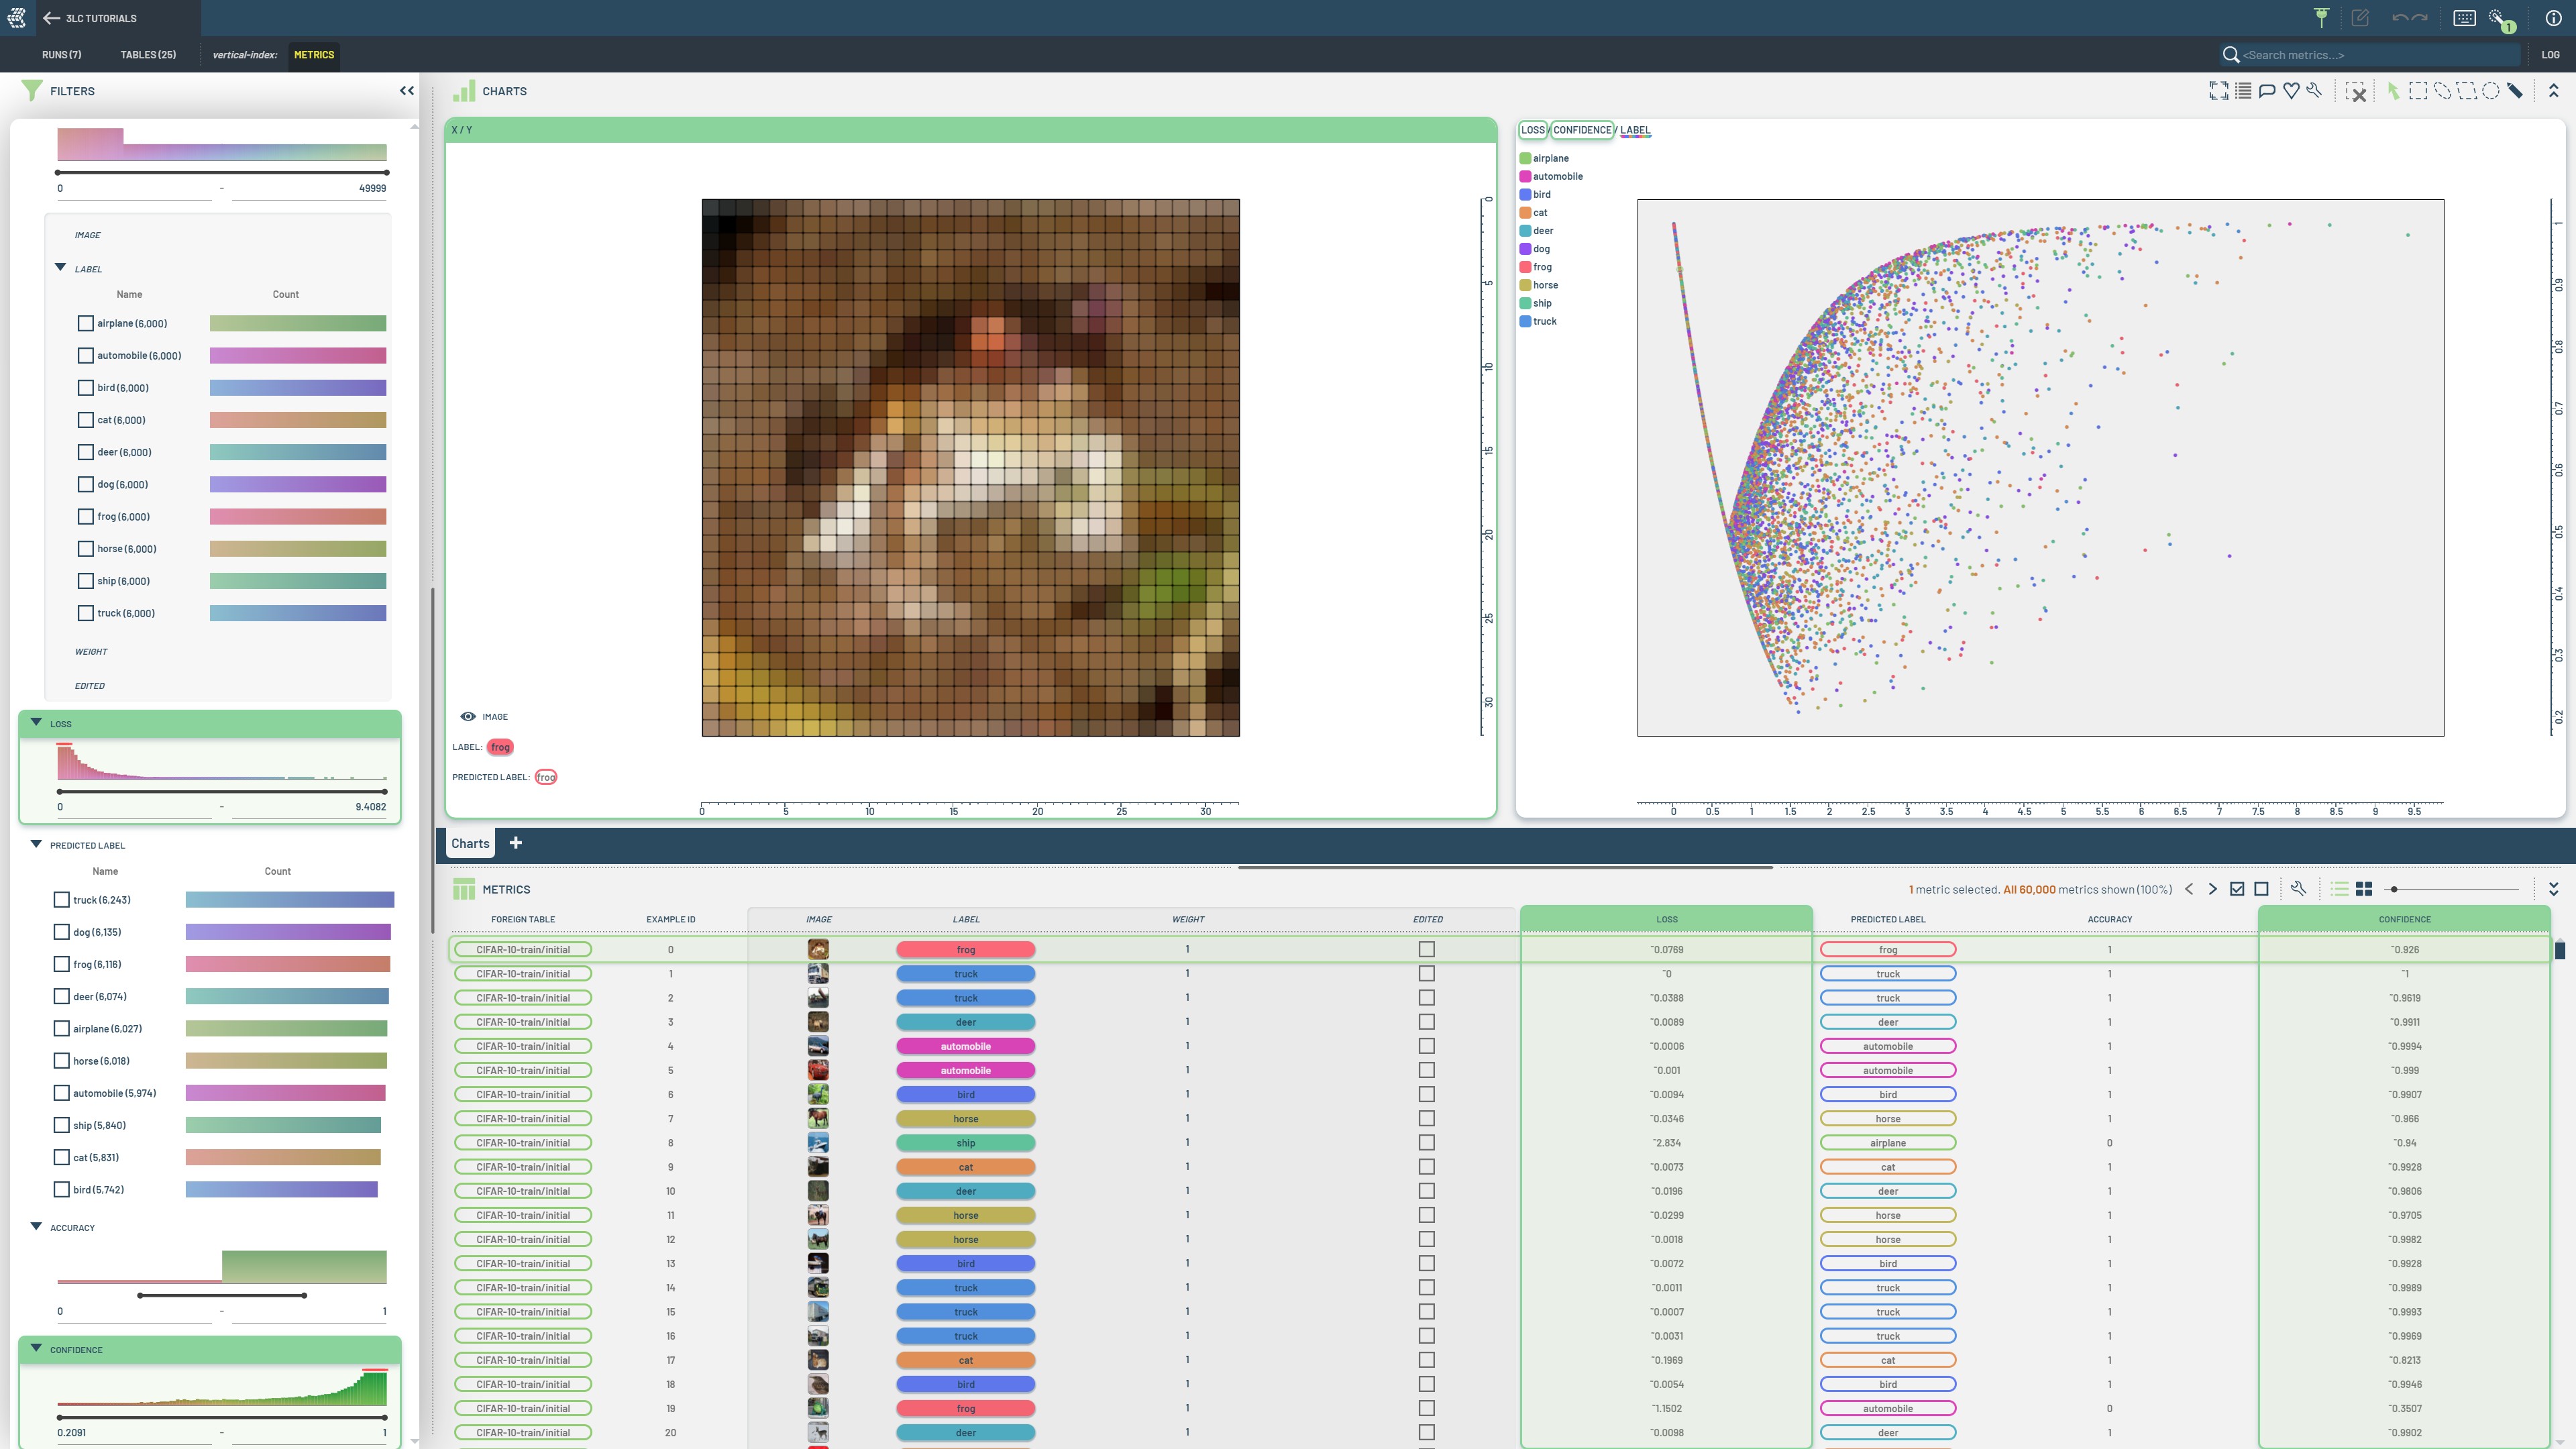 3LC TUTORIALS
1
RUNS (7) TABLES (25) vertical-index: METRICS
<Search metrics...> LOG
FILTERS
0 - 49999
IMAGE
LABEL
Name Count
airplane (6,000)
automobile (6,000)
bird (6,000)
cat (6,000)
deer (6,000)
dog (6,000)
frog (6,000)
horse (6,000)
ship (6,000)
truck (6,000)
WEIGHT
EDITED
LOSS
0 - 9.4082
PREDICTED LABEL
Name Count
truck (6,243)
dog (6,135)
frog (6,116)
deer (6,074)
airplane (6,027)
horse (6,018)
automobile (5,974)
ship (5,840)
cat (5,831)
bird (5,742)
ACCURACY
0 - 1
CONFIDENCE
0.2091 - 1
CHARTS
X / Y
0
5
10
15
20
25
30
IMAGE
LABEL: frog
PREDICTED LABEL: frog
0 5 10 15 20 25 30
LOSS / CONFIDENCE / LABEL
airplane
automobile
bird
cat
deer
dog
frog
horse
ship
truck
1
0.9
0.8
0.7
0.6
0.5
0.4
0.3
0.2
0 0.5 1 1.5 2 2.5 3 3.5 4 4.5 5 5.5 6 6.5 7 7.5 8 8.5 9 9.5
Charts +
METRICS
1 metric selected. All 60,000 metrics shown (100%)
FOREIGN TABLE EXAMPLE ID IMAGE LABEL WEIGHT EDITED LOSS PREDICTED LABEL ACCURACY CONFIDENCE
CIFAR-10-train/initial 0 frog 1 ~0.0769 frog 1 ~0.926
CIFAR-10-train/initial 1 truck 1 ~0 truck 1 ~1
CIFAR-10-train/initial 2 truck 1 ~0.0388 truck 1 ~0.9619
CIFAR-10-train/initial 3 deer 1 ~0.0089 deer 1 ~0.9911
CIFAR-10-train/initial 4 automobile 1 ~0.0006 automobile 1 ~0.9994
CIFAR-10-train/initial 5 automobile 1 ~0.001 automobile 1 ~0.999
CIFAR-10-train/initial 6 bird 1 ~0.0094 bird 1 ~0.9907
CIFAR-10-train/initial 7 horse 1 ~0.0346 horse 1 ~0.966
CIFAR-10-train/initial 8 ship 1 ~2.834 airplane 0 ~0.94
CIFAR-10-train/initial 9 cat 1 ~0.0073 cat 1 ~0.9928
CIFAR-10-train/initial 10 deer 1 ~0.0196 deer 1 ~0.9806
CIFAR-10-train/initial 11 horse 1 ~0.0299 horse 1 ~0.9705
CIFAR-10-train/initial 12 horse 1 ~0.0018 horse 1 ~0.9982
CIFAR-10-train/initial 13 bird 1 ~0.0072 bird 1 ~0.9928
CIFAR-10-train/initial 14 truck 1 ~0.0011 truck 1 ~0.9989
CIFAR-10-train/initial 15 truck 1 ~0.0007 truck 1 ~0.9993
CIFAR-10-train/initial 16 truck 1 ~0.0031 truck 1 ~0.9969
CIFAR-10-train/initial 17 cat 1 ~0.1969 cat 1 ~0.8213
CIFAR-10-train/initial 18 bird 1 ~0.0054 bird 1 ~0.9946
CIFAR-10-train/initial 19 frog 1 ~1.1502 automobile 0 ~0.3507
CIFAR-10-train/initial 20 deer 1 ~0.0098 deer 1 ~0.9902